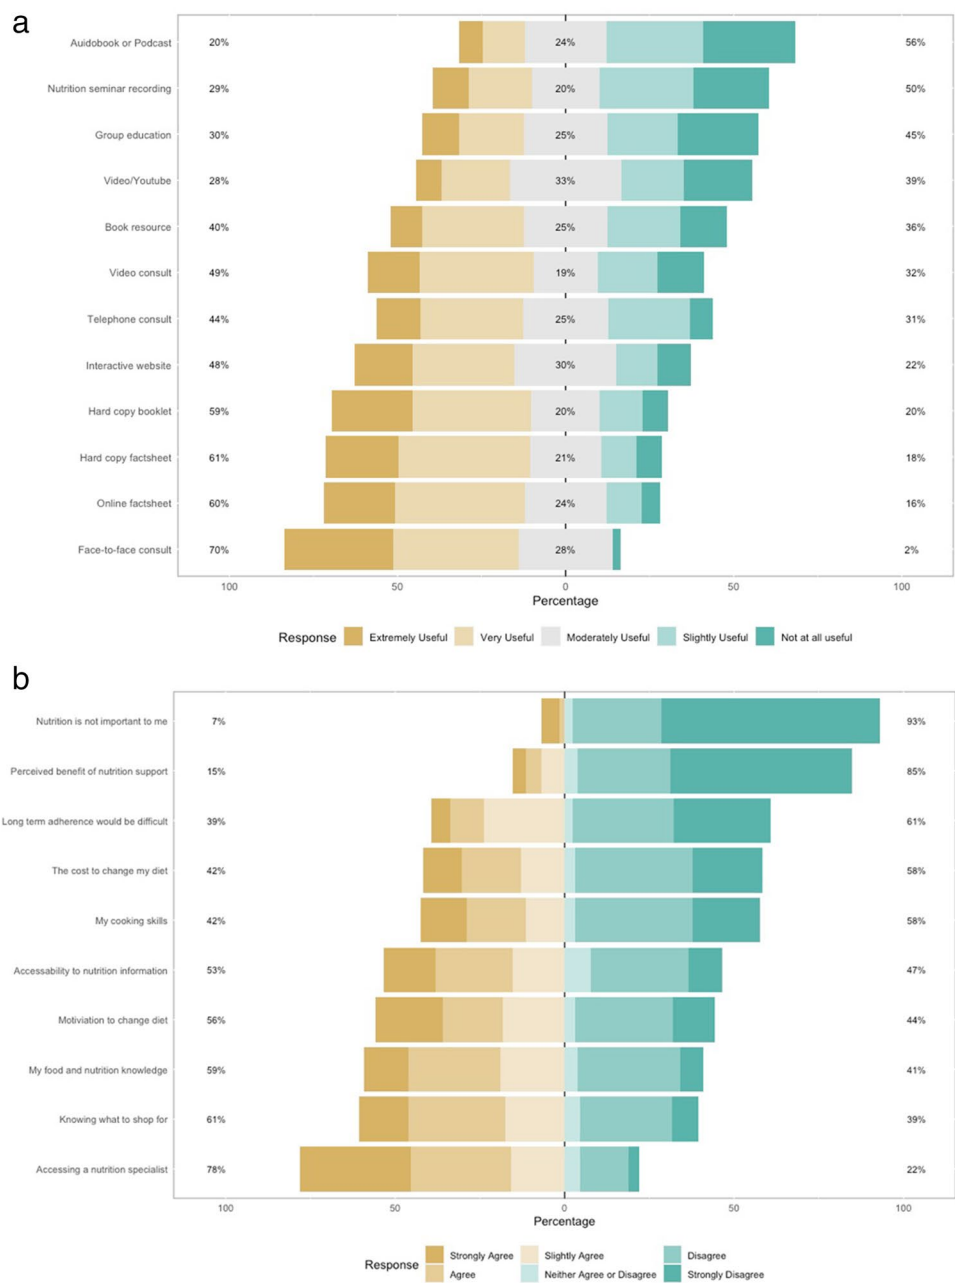 a
Auidobook or Podcast 20% 24% 56%
Nutrition seminar recording 29% 20% 50%
Group education 30% 25% 45%
Video/Youtube 28% 33% 39%
Book resource 40% 25% 36%
Video consult 49% 19% 32%
Telephone consult 44% 25% 31%
Interactive website 48% 30% 22%
Hard copy booklet 59% 20% 20%
Hard copy factsheet 61% 21% 18%
Online factsheet 60% 24% 16%
Face-to-face consult 70% 28% 2%
100 50 0 50 100
Percentage
Response Extremely Useful Very Useful Moderately Useful Slightly Useful Not at all useful
b
Nutrition is not important to me 7% 93%
Perceived benefit of nutrition support 15% 85%
Long term adherence would be difficult 39% 61%
The cost to change my diet 42% 58%
My cooking skills 42% 58%
Accessability to nutrition information 53% 47%
Motiviation to change diet 56% 44%
My food and nutrition knowledge 59% 41%
Knowing what to shop for 61% 39%
Accessing a nutrition specialist 78% 22%
100 50 0 50 100
Percentage
Response Strongly Agree Slightly Agree Disagree
Agree Neither Agree or Disagree Strongly Disagree